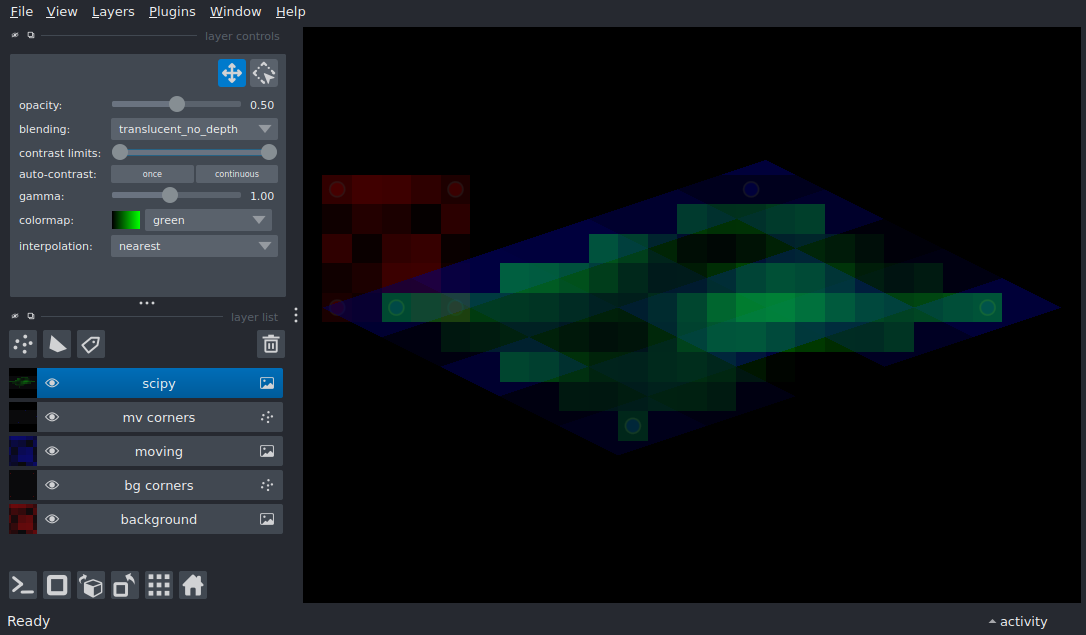 File View Layers Plugins Window Help
layer controls
opacity: 0.50
blending: translucent_no_depth
contrast limits:
auto-contrast: once continuous
gamma: 1.00
colormap: green
interpolation: nearest
layer list
scipy
mv corners
moving
bg corners
background
Ready
activity